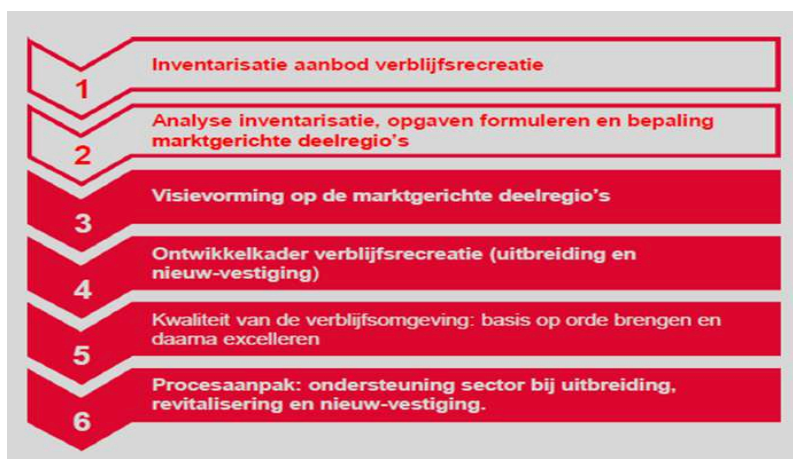 1
Inventarisatie aanbod verblijfsrecreatie
2
Analyse inventarisatie, opgaven formuleren en bepaling
marktgerichte deelregio's
3
Visievorming op de marktgerichte deelregio's
4
Ontwikkelkader verblijfsrecreatie (uitbreiding en
nieuw-vestiging)
5
Kwaliteit van de verblijfsomgeving: basis op orde brengen en
daarna excelleren
6
Procesaanpak: ondersteuning sector bij uitbreiding,
revitalisering en nieuw-vestiging.